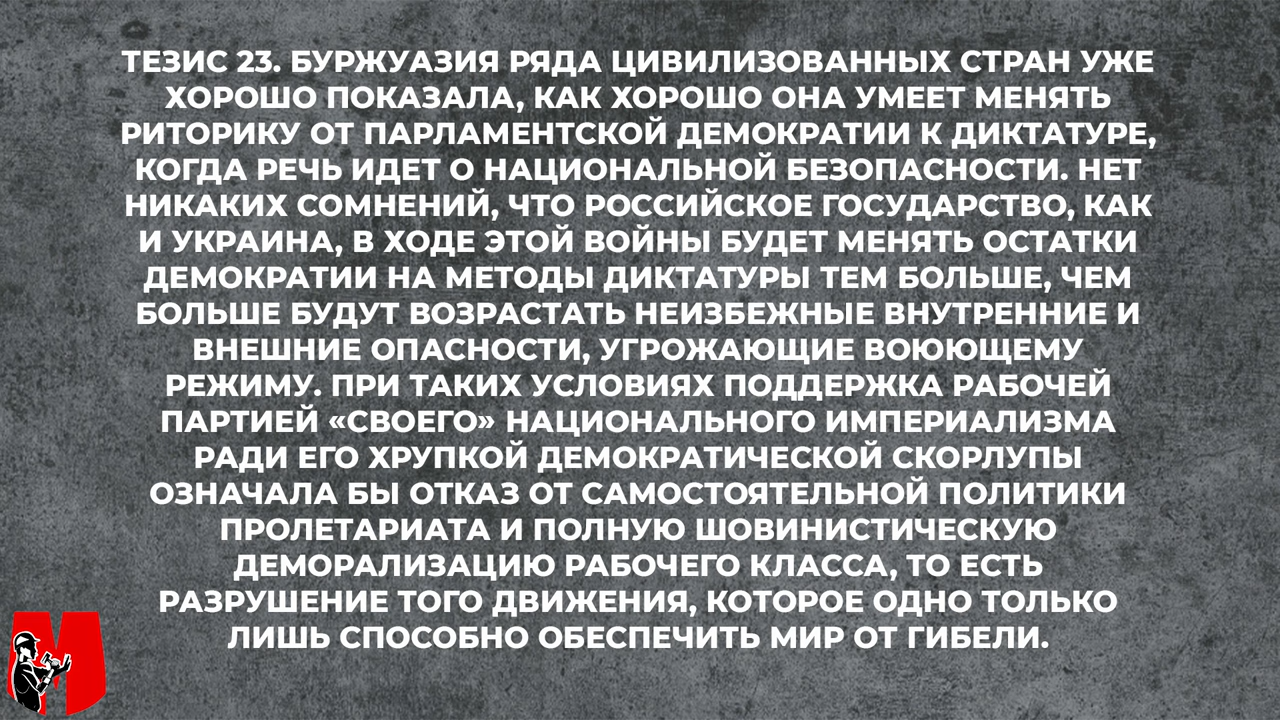 ТЕЗИС 23. БУРЖУАЗИЯ РЯДА ЦИВИЛИЗОВАННЫХ СТРАН УЖЕ
ХОРОШО ПОКАЗАЛА, КАК ХОРОШО ОНА УМЕЕТ МЕНЯТЬ
РИТОРИКУ ОТ ПАРЛАМЕНТСКОЙ ДЕМОКРАТИИ К ДИКТАТУРЕ,
КОГДА РЕЧЬ ИДЕТ О НАЦИОНАЛЬНОЙ БЕЗОПАСНОСТИ. НЕТ
НИКАКИХ СОМНЕНИЙ, ЧТО РОССИЙСКОЕ ГОСУДАРСТВО, КАК
И УКРАИНА, В ХОДЕ ЭТОЙ ВОЙНЫ БУДЕТ МЕНЯТЬ ОСТАТКИ
ДЕМОКРАТИИ НА МЕТОДЫ ДИКТАТУРЫ ТЕМ БОЛЬШЕ, ЧЕМ
БОЛЬШЕ БУДУТ ВОЗРАСТАТЬ НЕИЗБЕЖНЫЕ ВНУТРЕННИЕ И
ВНЕШНИЕ ОПАСНОСТИ, УГРОЖАЮЩИЕ ВОЮЮЩЕМУ
РЕЖИМУ. ПРИ ТАКИХ УСЛОВИЯХ ПОДДЕРЖКА РАБОЧЕЙ
ПАРТИЕЙ «СВОЕГО» НАЦИОНАЛЬНОГО ИМПЕРИАЛИЗМА
РАДИ ЕГО ХРУПКОЙ ДЕМОКРАТИЧЕСКОЙ СКОРЛУПЫ
ОЗНАЧАЛА БЫ ОТКАЗ ОТ САМОСТОЯТЕЛЬНОЙ ПОЛИТИКИ
ПРОЛЕТАРИАТА И ПОЛНУЮ ШОВИНИСТИЧЕСКУЮ
ДЕМОРАЛИЗАЦИЮ РАБОЧЕГО КЛАССА, ТО ЕСТЬ
РАЗРУШЕНИЕ ТОГО ДВИЖЕНИЯ, КОТОРОЕ ОДНО ТОЛЬКО
ЛИШЬ СПОСОБНО ОБЕСПЕЧИТЬ МИР ОТ ГИБЕЛИ.